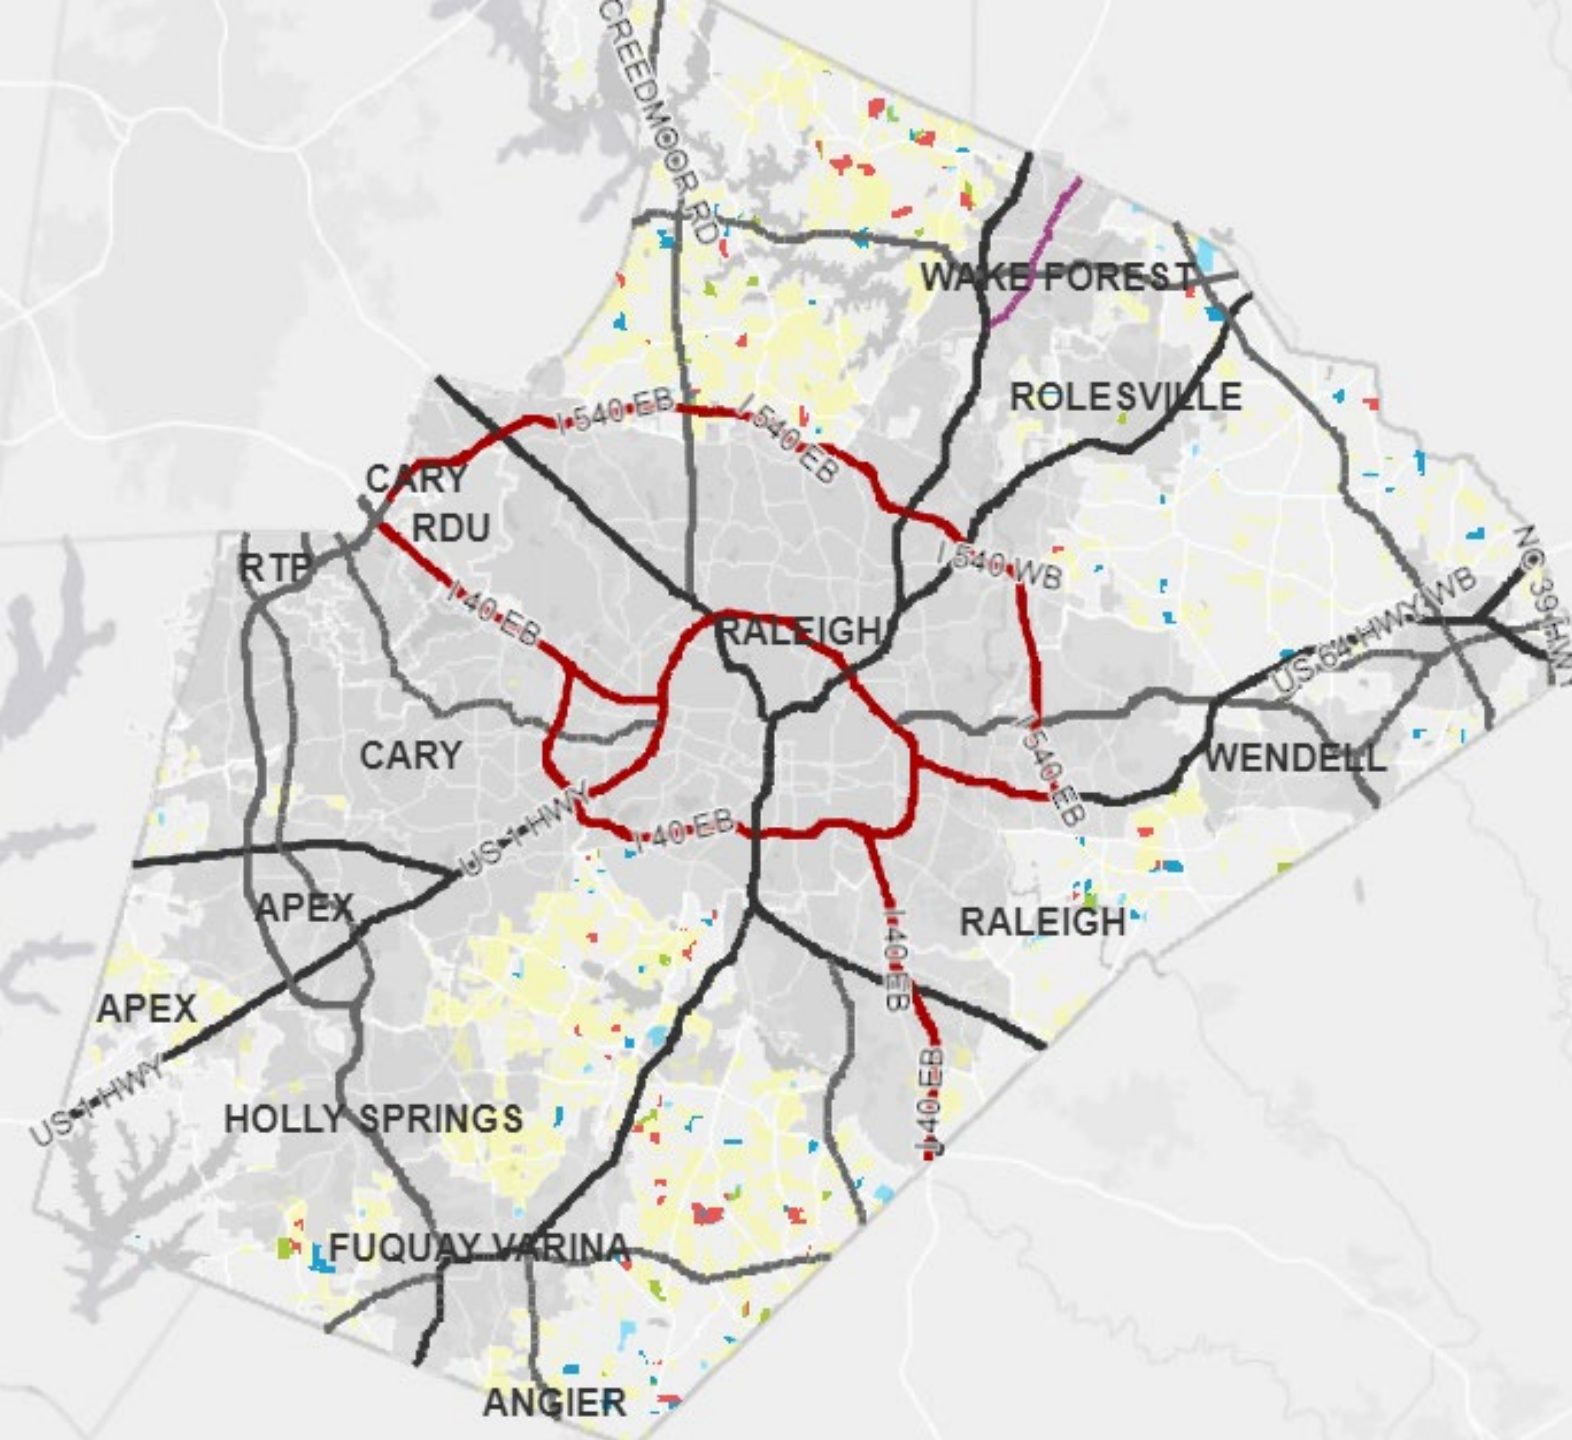 CREEDMOOR RD
WAKE FOREST
ROLESVILLE
I 540 EB
I 540 EB
CARY
RDU
RTP
I 540 WB
NC 39 HWY
I 40 EB
RALEIGH
US 64 HWY WB
CARY
I 540 EB
WENDELL
US 1 HWY
I 40 EB
APEX
RALEIGH
I 40 EB
APEX
US 1 HWY
HOLLY SPRINGS
I 40 EB
FUQUAY VARINA
ANGIER